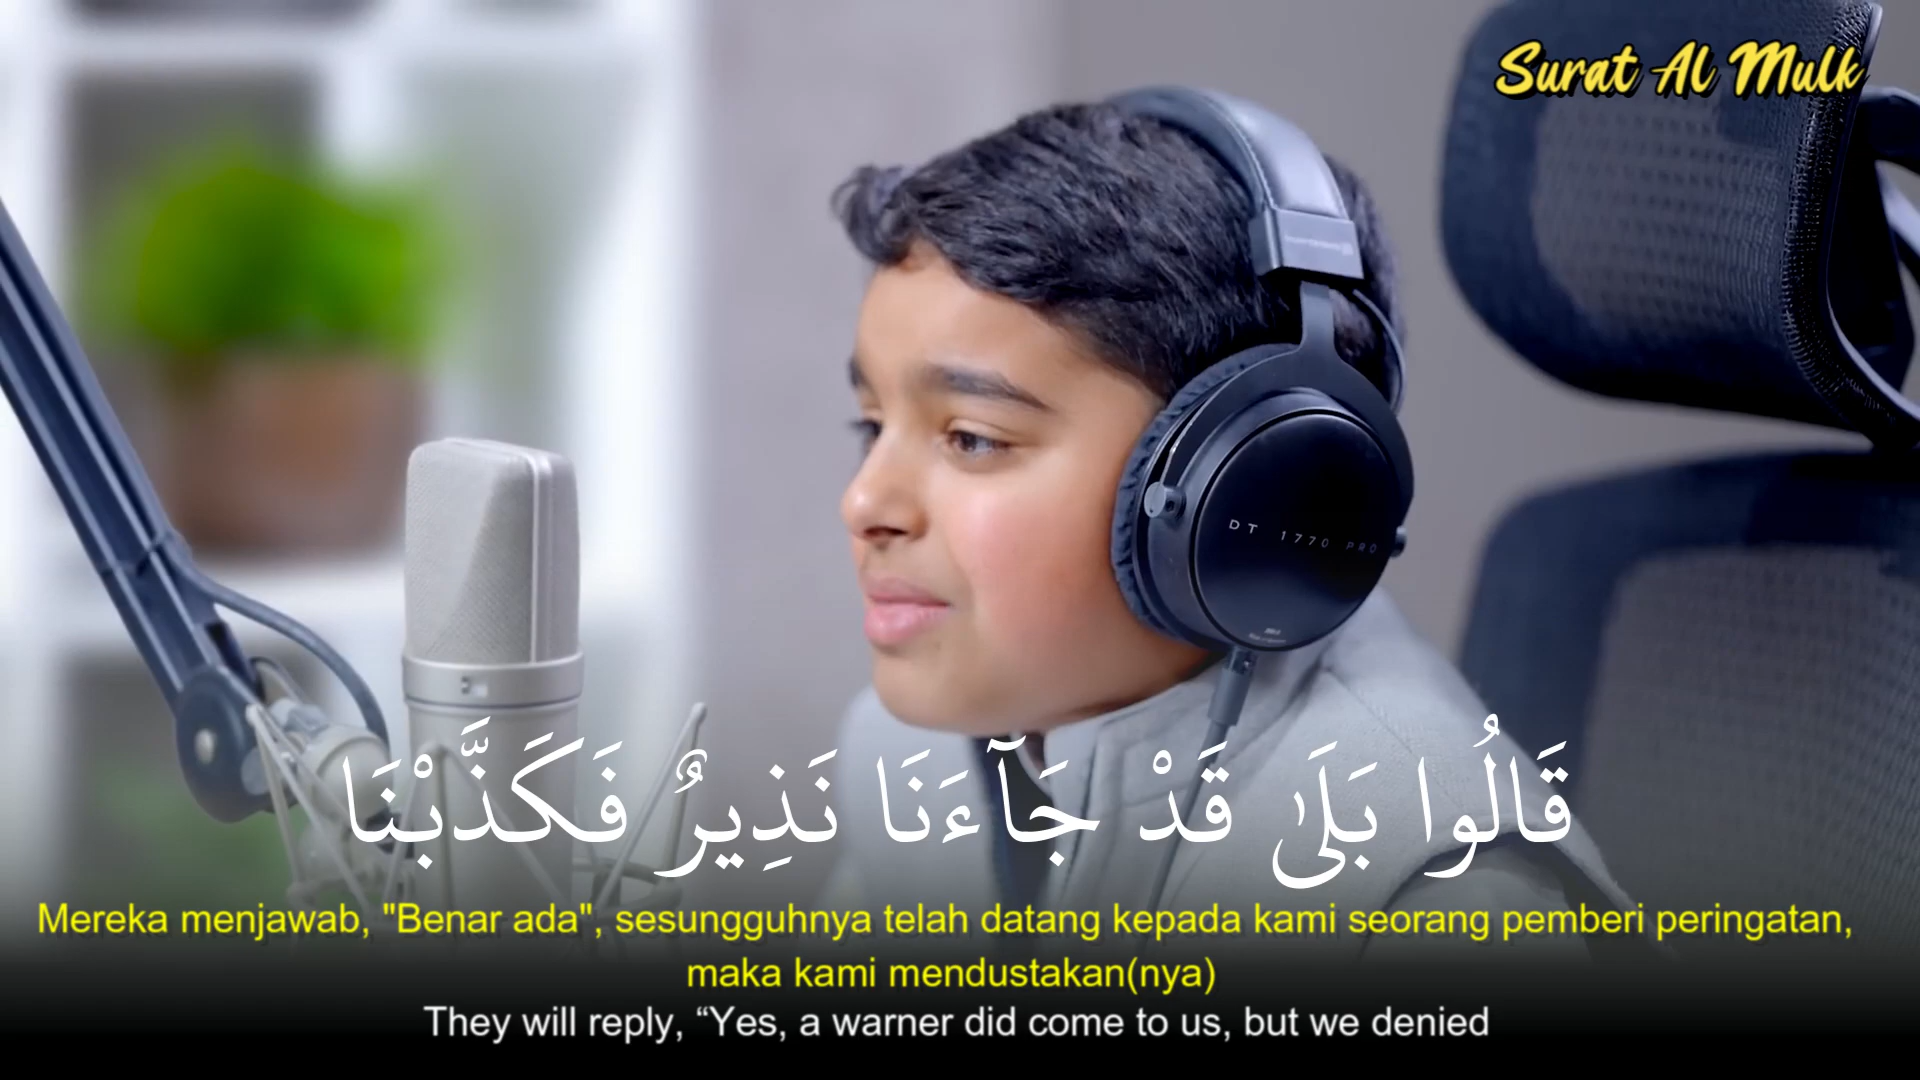 Surat Al Mulk
DT 1770 PRO
قَالُوا بَلَىٰ قَدْ جَآءَنَا نَذِيرٌ فَكَذَّبْنَا
Mereka menjawab, "Benar ada", sesungguhnya telah datang kepada kami seorang pemberi peringatan,
maka kami mendustakan(nya)
They will reply, “Yes, a warner did come to us, but we denied